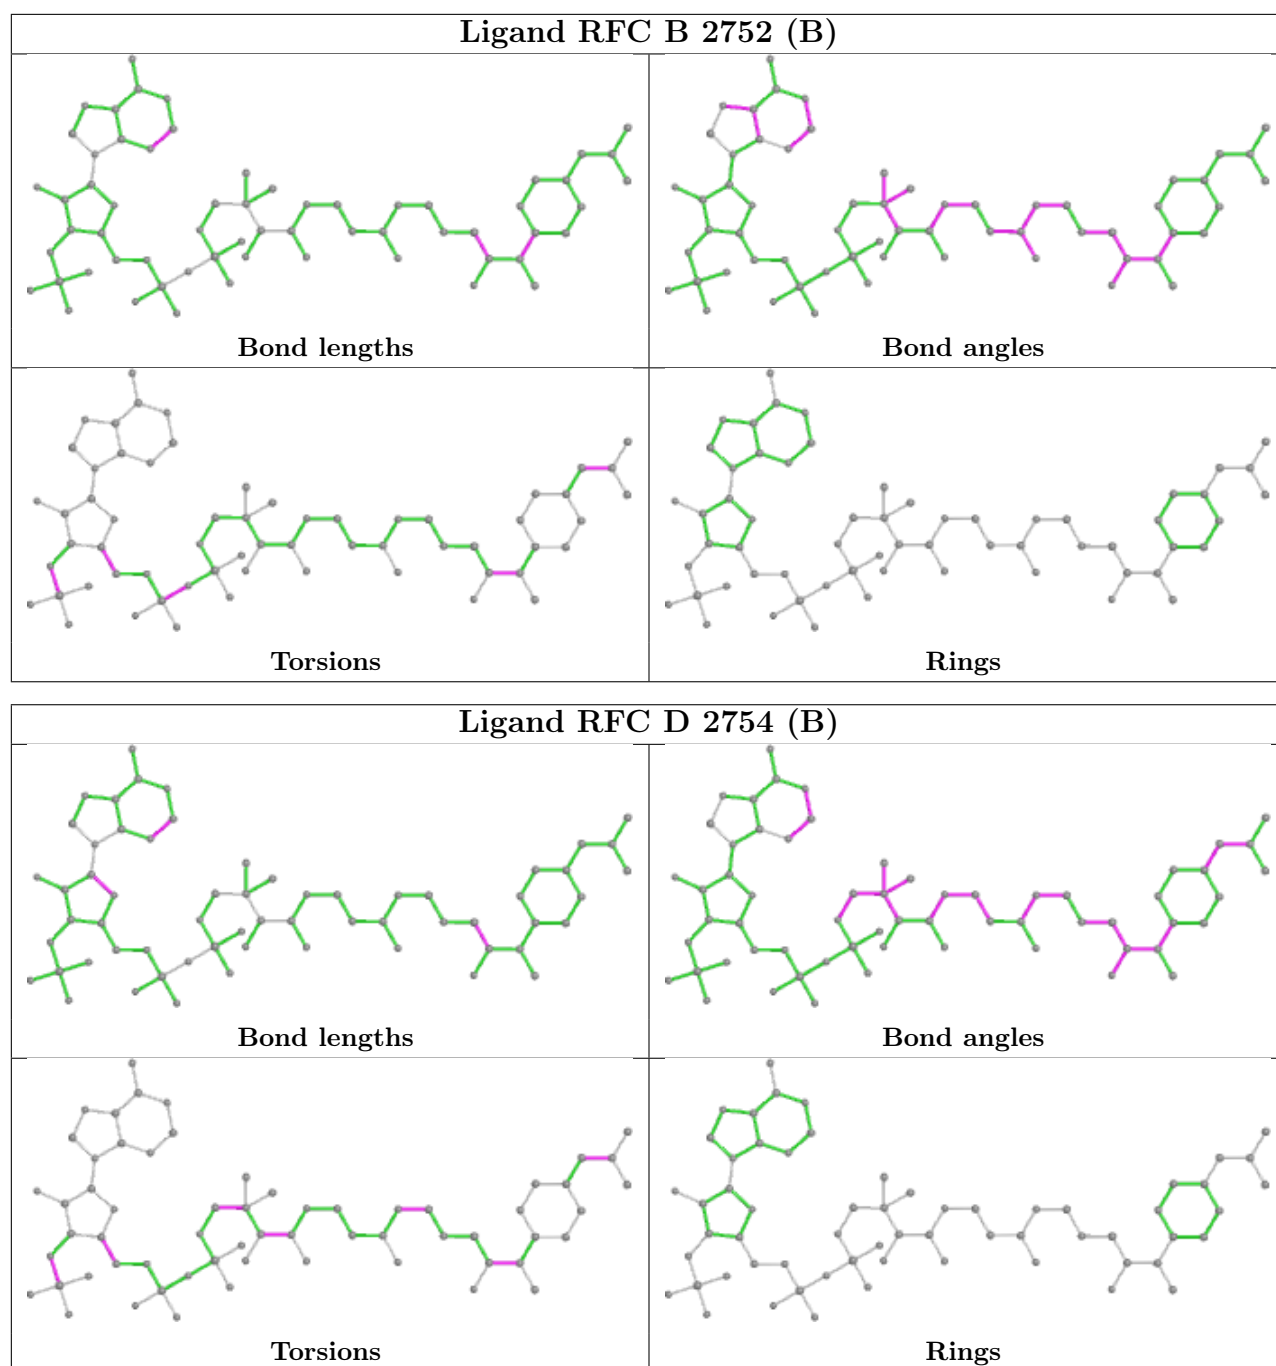 Ligand RFC B 2752 (B)
Bond lengths
Bond angles
Torsions
Rings
Ligand RFC D 2754 (B)
Bond lengths
Bond angles
Torsions
Rings